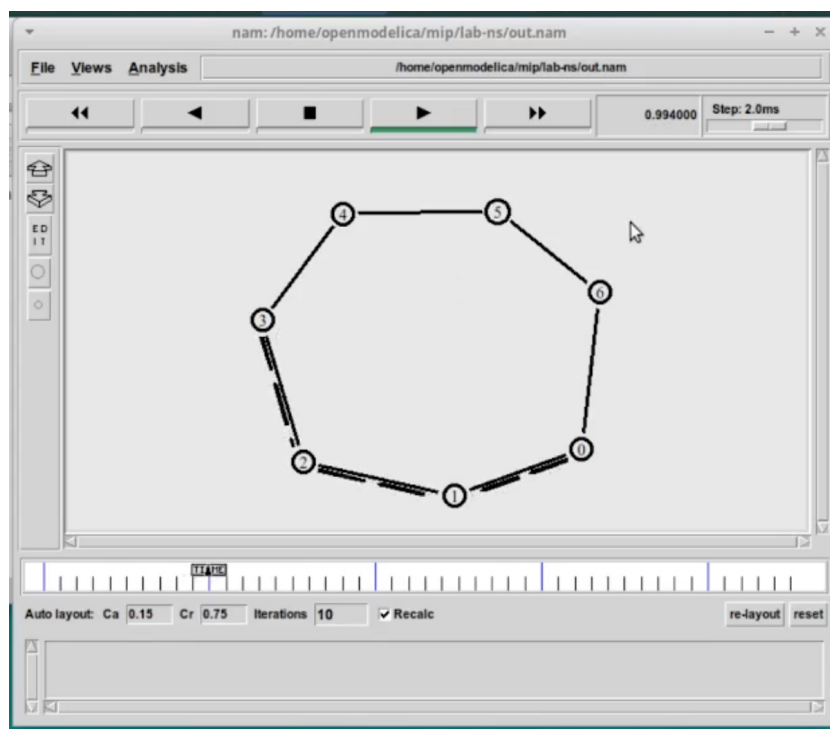 nam: /home/openmodelica/mip/lab-ns/out.nam
File Views Analysis /home/openmodelica/mip/lab-ns/out.nam
0.994000 Step: 2.0ms
E D
I T
4 5
6
3
0
2
1
TIME
Auto layout: Ca 0.15 Cr 0.75 Iterations 10 Recalc re-layout reset